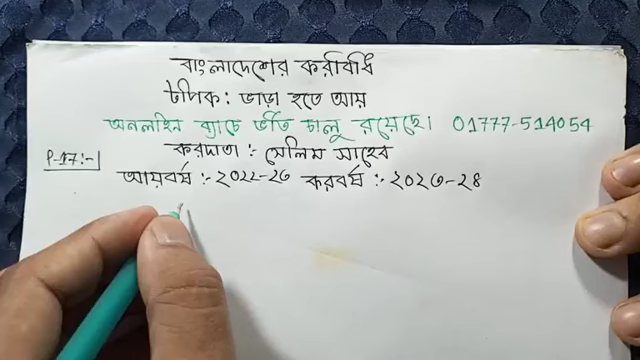 বাংলাদেশের করবিধি
টপিক : ভাড়া হতে আয়
অনলাইন ব্যাচে ভর্তি চালু রয়েছে। 01777-514054
P-17:-
করদাতা :- সেলিম সাহেব
আয়বর্ষ :- ২০২২-২৩ করবর্ষ :- ২০২৩-২৪